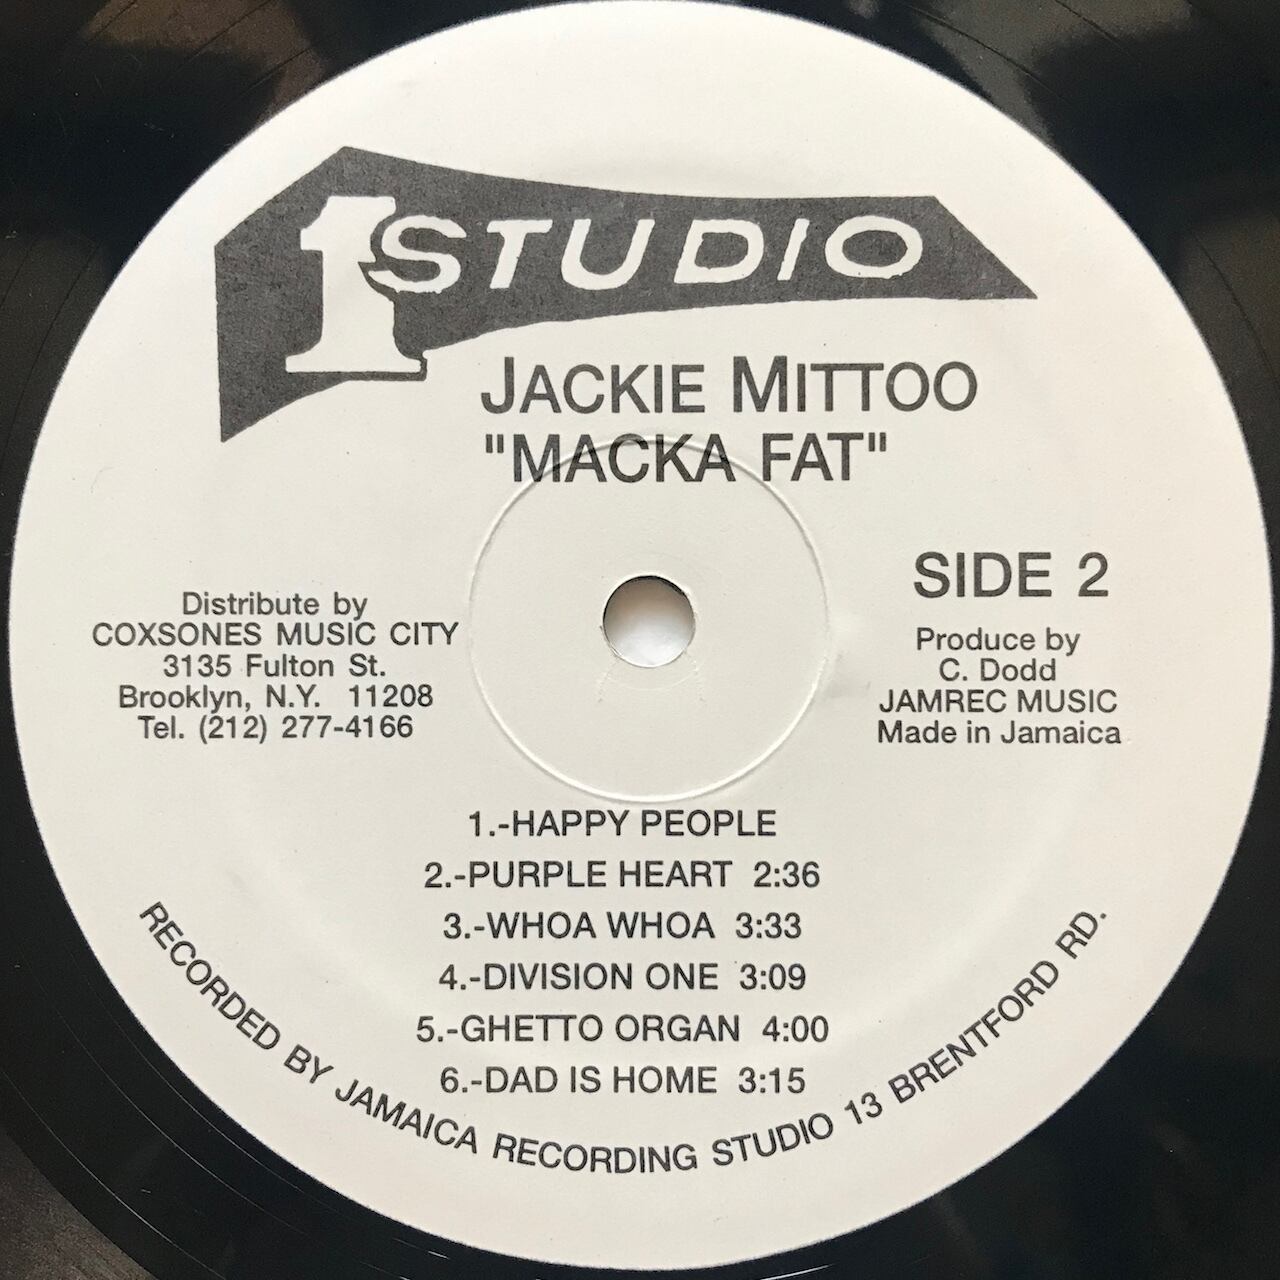 1 STUDIO
JACKIE MITTOO
"MACKA FAT"
SIDE 2
Distribute by
COXSONES MUSIC CITY
3135 Fulton St.
Brooklyn, N.Y. 11208
Tel. (212) 277-4166
Produce by
C. Dodd
JAMREC MUSIC
Made in Jamaica
1.-HAPPY PEOPLE
2.-PURPLE HEART 2:36
3.-WHOA WHOA 3:33
4.-DIVISION ONE 3:09
5.-GHETTO ORGAN 4:00
6.-DAD IS HOME 3:15
RECORDED BY JAMAICA RECORDING STUDIO 13 BRENTFORD RD.